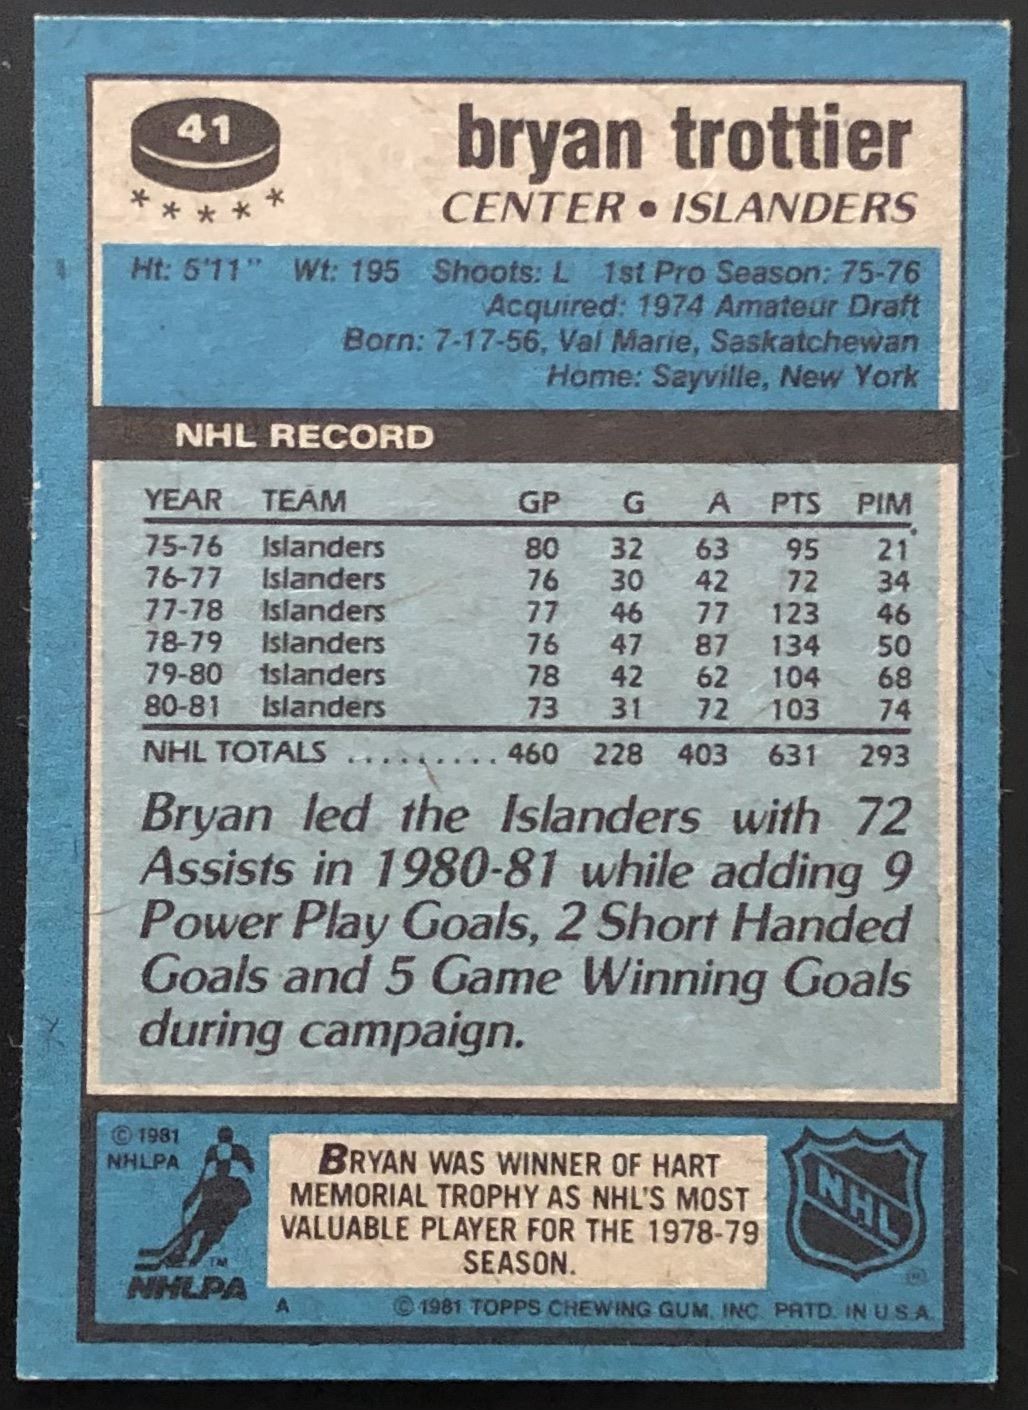 41
bryan trottier
* * * * *
CENTER • ISLANDERS
Ht: 5'11" Wt: 195 Shoots: L 1st Pro Season: 75-76
Acquired: 1974 Amateur Draft
Born: 7-17-56, Val Marie, Saskatchewan
Home: Sayville, New York
NHL RECORD
YEAR TEAM GP G A PTS PIM
75-76 Islanders 80 32 63 95 21
76-77 Islanders 76 30 42 72 34
77-78 Islanders 77 46 77 123 46
78-79 Islanders 76 47 87 134 50
79-80 Islanders 78 42 62 104 68
80-81 Islanders 73 31 72 103 74
NHL TOTALS .......... 460 228 403 631 293
Bryan led the Islanders with 72
Assists in 1980-81 while adding 9
Power Play Goals, 2 Short Handed
Goals and 5 Game Winning Goals
during campaign.
© 1981
NHLPA
TM
NHLPA
BRYAN WAS WINNER OF HART
MEMORIAL TROPHY AS NHL'S MOST
VALUABLE PLAYER FOR THE 1978-79
SEASON.
NHL
®
A © 1981 TOPPS CHEWING GUM, INC. PRTD. IN U.S.A.